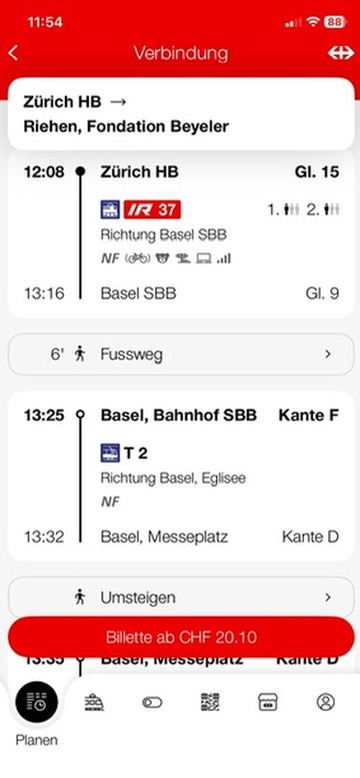 11:54
88
Verbindung
Zürich HB →
Riehen, Fondation Beyeler
12:08 Zürich HB Gl. 15
IR 37 1. 2.
Richtung Basel SBB
NF
13:16 Basel SBB Gl. 9
6' Fussweg
13:25 Basel, Bahnhof SBB Kante F
T 2
Richtung Basel, Eglisee
NF
13:32 Basel, Messeplatz Kante D
Umsteigen
Billette ab CHF 20.10
13:35 Basel, Messeplatz Kante D
Planen